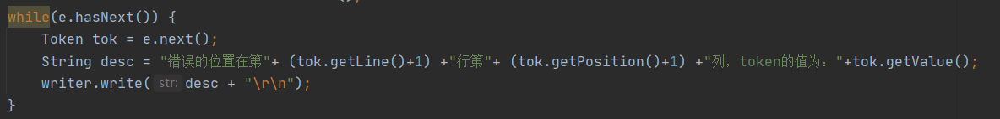 while(e.hasNext()) {
    Token tok = e.next();
    String desc = "错误的位置在第"+ (tok.getLine()+1) +"行第"+ (tok.getPosition()+1) +"列，token的值为："+tok.getValue();
    writer.write( str: desc + "\r\n");
}